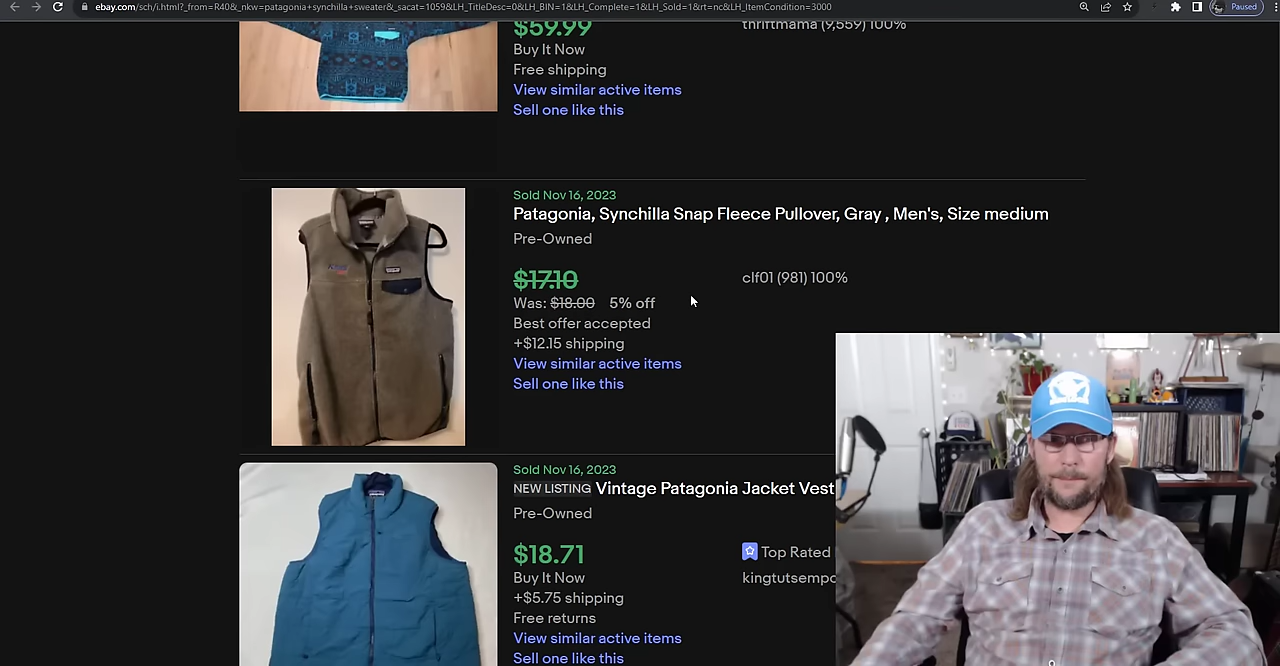 ebay.com/sch/i.html?_from=R40&_nkw=patagonia+synchilla+sweater&_sacat=1059&LH_TitleDesc=0&LH_BIN=1&LH_Complete=1&LH_Sold=1&rt=nc&LH_ItemCondition=3000
Paused
$59.99
thriftmama (9,559) 100%
Buy It Now
Free shipping
View similar active items
Sell one like this
Sold Nov 16, 2023
Patagonia, Synchilla Snap Fleece Pullover, Gray , Men's, Size medium
Pre-Owned
$17.10
clf01 (981) 100%
Was: $18.00 5% off
Best offer accepted
+$12.15 shipping
View similar active items
Sell one like this
Sold Nov 16, 2023
NEW LISTING Vintage Patagonia Jacket Vest
Pre-Owned
$18.71
Top Rated
Buy It Now
kingtutsempo
+$5.75 shipping
Free returns
View similar active items
Sell one like this